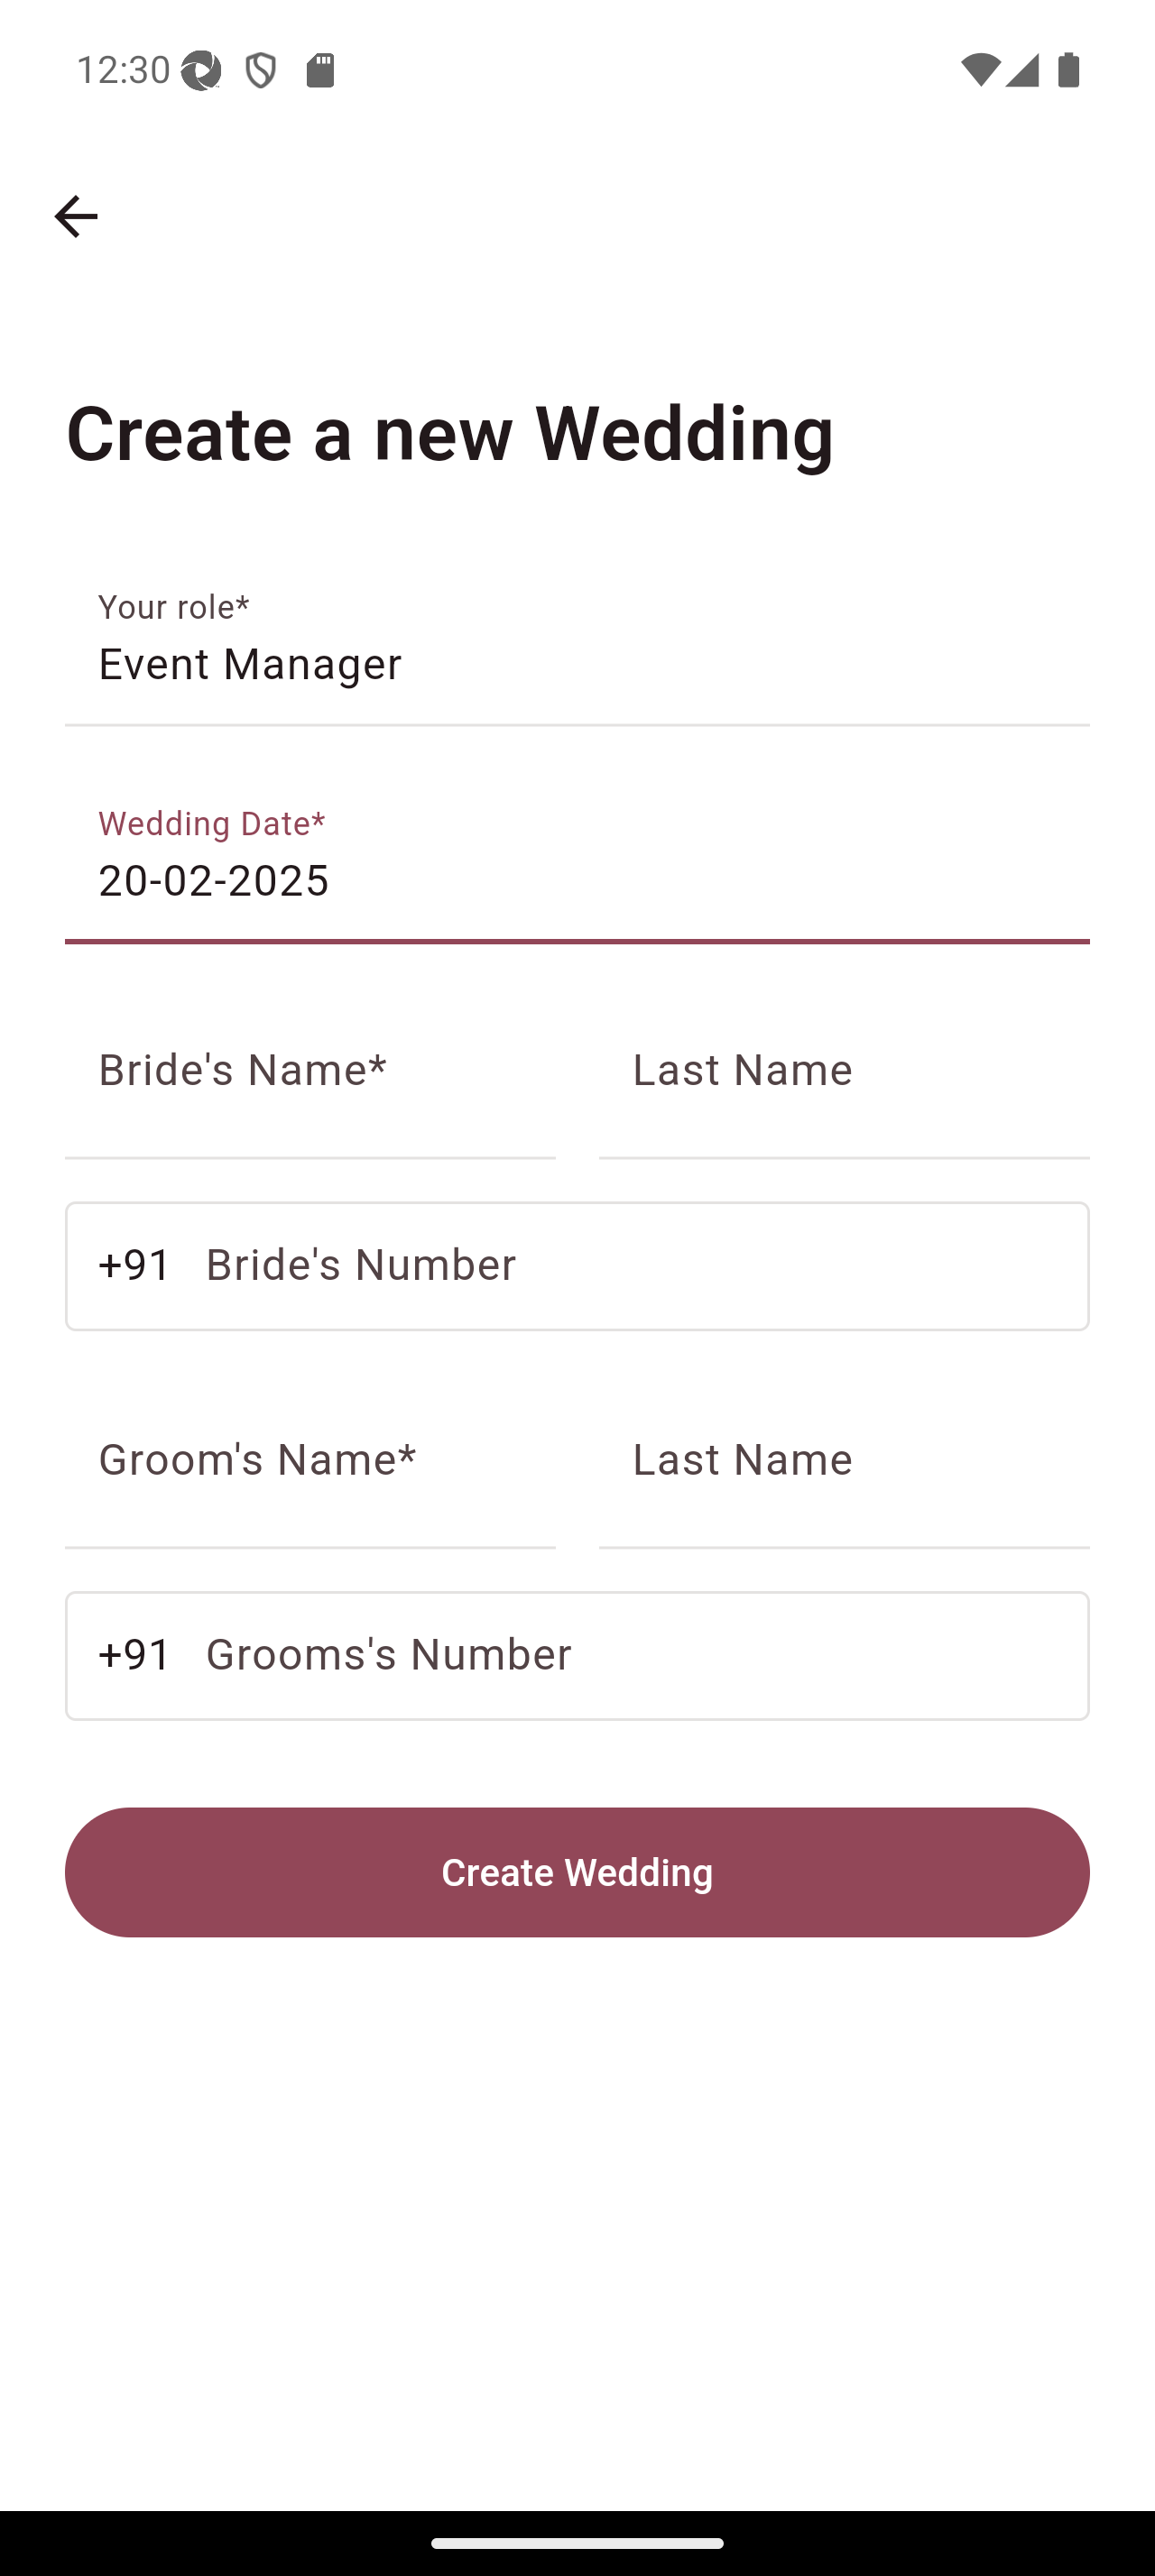 12:30
Create a new Wedding
Your role*
Event Manager
Wedding Date*
20-02-2025
Bride's Name* Last Name
+91 Bride's Number
Groom's Name* Last Name
+91 Grooms's Number
Create Wedding